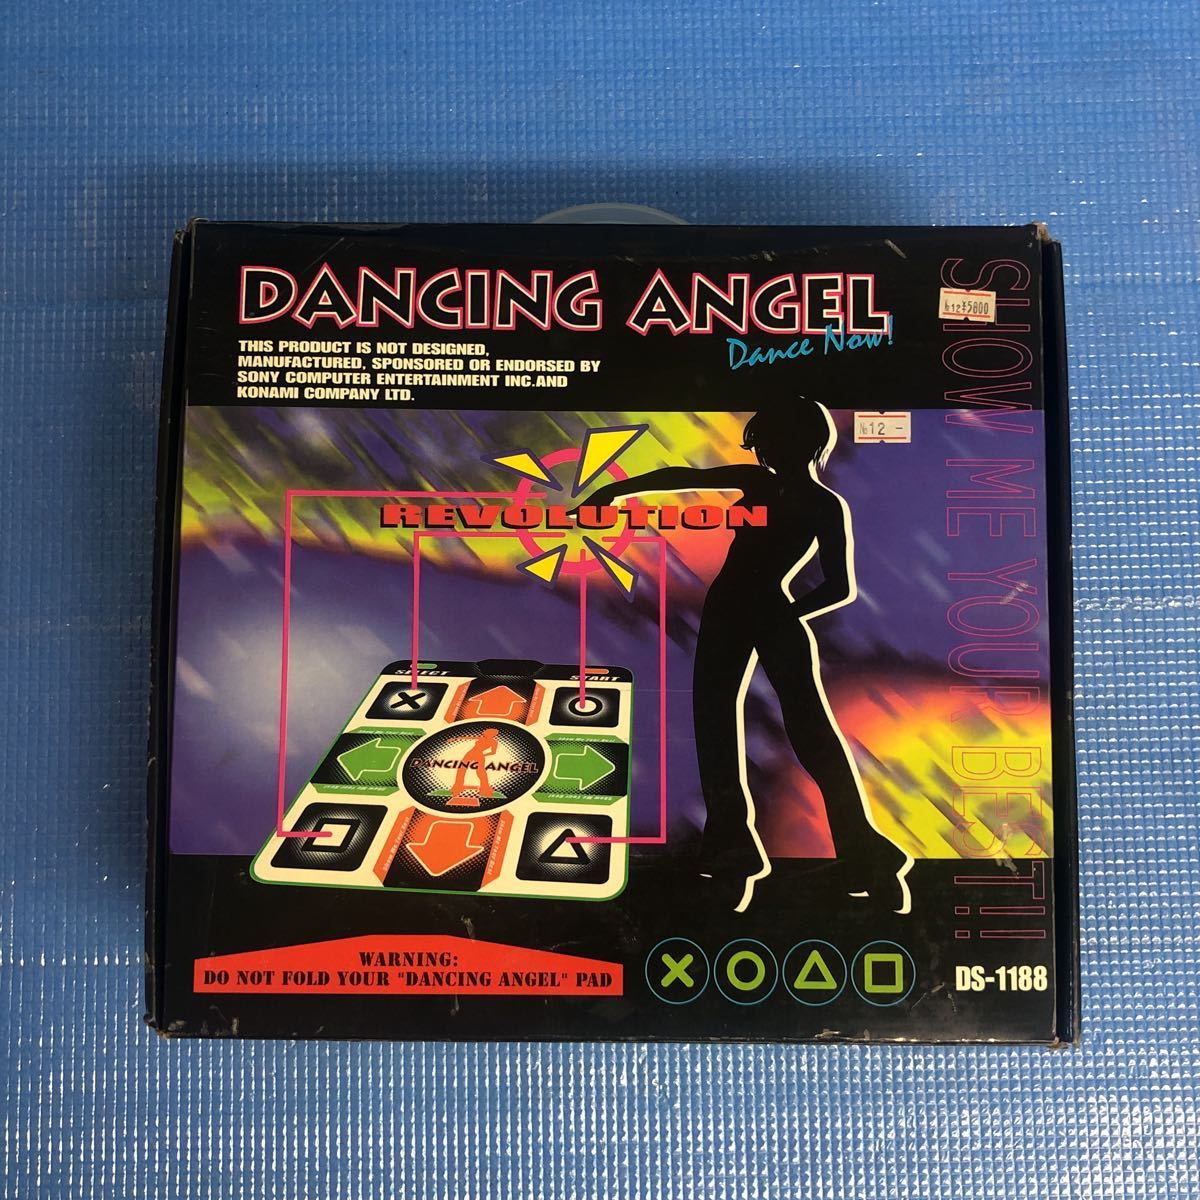 DANCING ANGEL
Dance Now!
THIS PRODUCT IS NOT DESIGNED,
MANUFACTURED, SPONSORED OR ENDORSED BY
SONY COMPUTER ENTERTAINMENT INC.AND
KONAMI COMPANY LTD.
¥5800
№12 -
SHOW ME YOUR BEST!!
REVOLUTION
SELECT
START
DANCING ANGEL
WARNING:
DO NOT FOLD YOUR "DANCING ANGEL" PAD
DS-1188